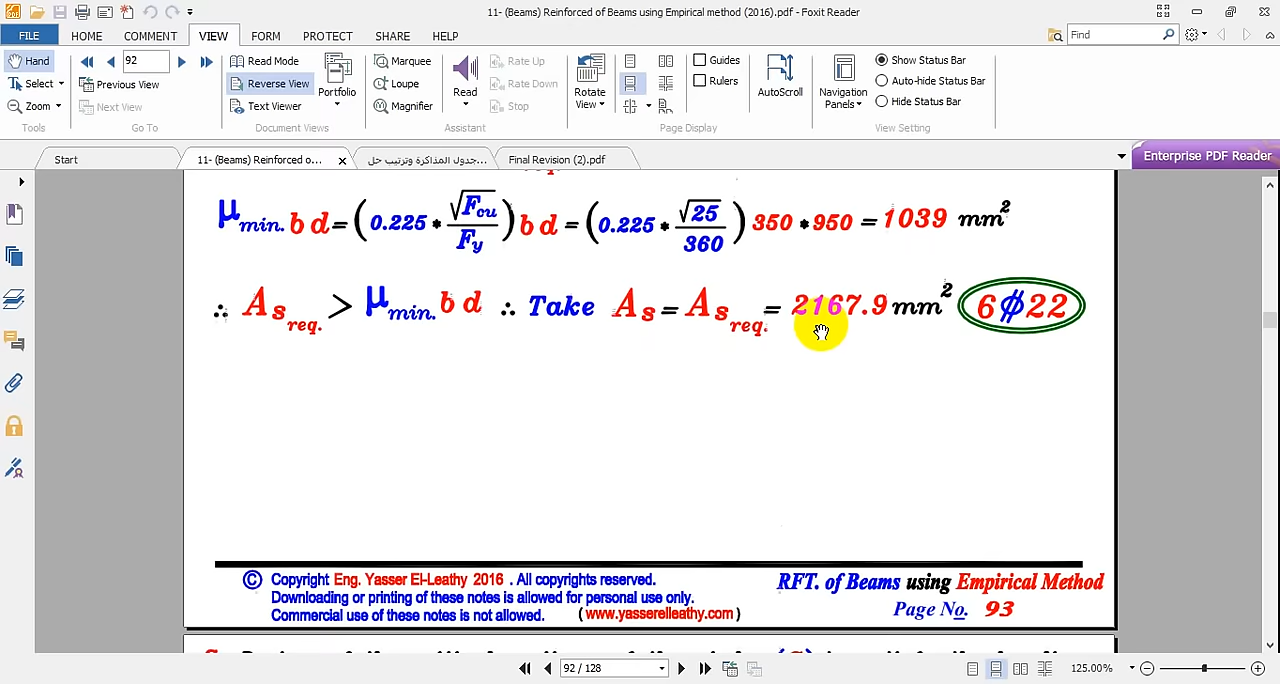 11- (Beams) Reinforced of Beams using Empirical method (2016).pdf - Foxit Reader
FILE HOME COMMENT VIEW FORM PROTECT SHARE HELP Find
Hand 92 Read Mode Marquee Rate Up Guides Show Status Bar
Select Previous View Reverse View Loupe Rate Down Rulers Auto-hide Status Bar
Zoom Next View Text Viewer Portfolio Magnifier Read Stop Rotate View AutoScroll Navigation Panels Hide Status Bar
Tools Go To Document Views Assistant Page Display View Setting
Start 11- (Beams) Reinforced o... جدول المذاكرة وترتيب حل... Final Revision (2).pdf Enterprise PDF Reader
req.
μmin. b d = (0.225 * √Fcu / Fy) b d = (0.225 * √25 / 360) 350 * 950 = 1039 mm²
∴ As req. > μmin. b d ∴ Take As = As req. = 2167.9 mm² 6 ⌀ 22
© Copyright Eng. Yasser El-Leathy 2016 . All copyrights reserved.
Downloading or printing of these notes is allowed for personal use only.
Commercial use of these notes is not allowed. ( www.yasserelleathy.com )
RFT. of Beams using Empirical Method
Page No. 93
92 / 128 125.00%